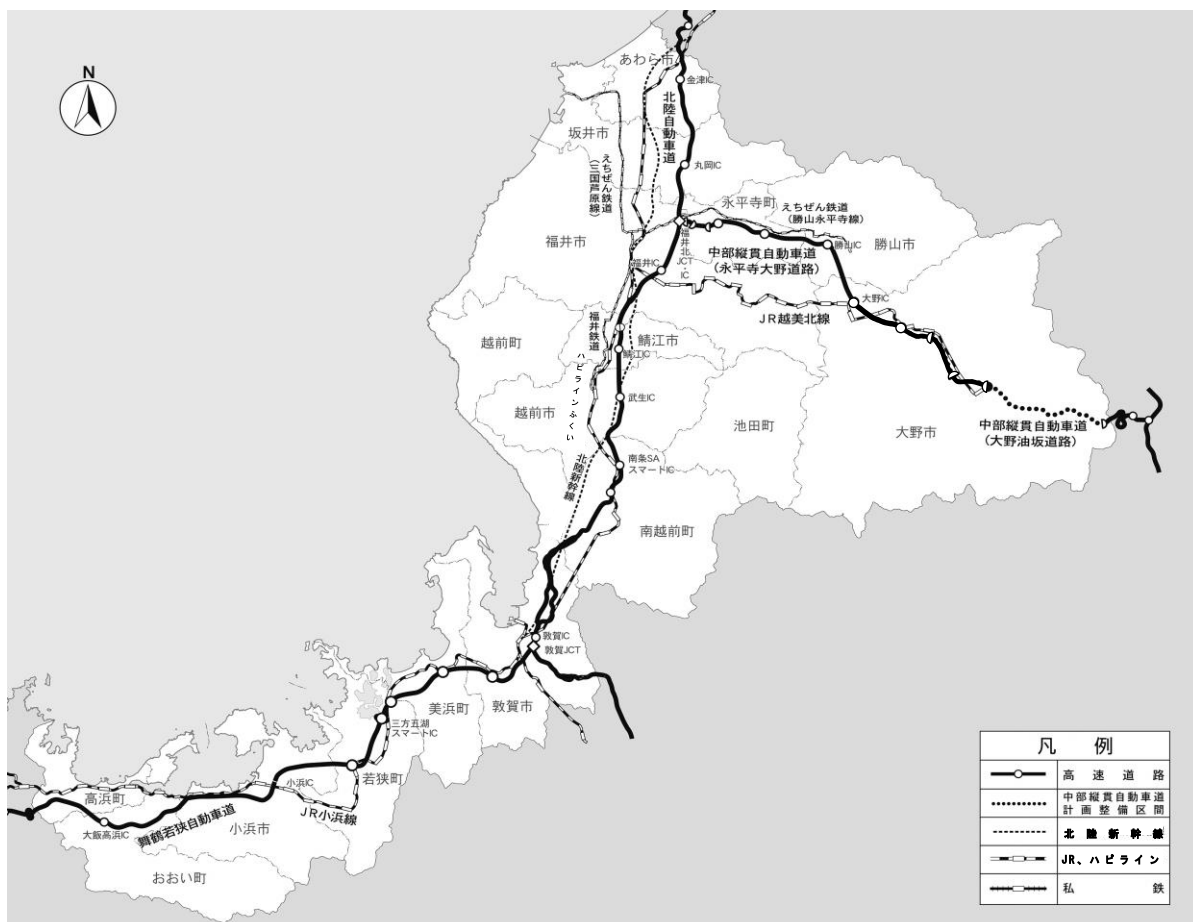 N
あわら市
金津IC
北陸自動車道
坂井市
えちぜん鉄道
(三国芦原線)
丸岡IC
永平寺町
えちぜん鉄道
(勝山永平寺線)
福井市
福井北
JCT・IC
勝山市
勝山IC
中部縦貫自動車道
(永平寺大野道路)
福井IC
大野IC
JR越美北線
福井鉄道
鯖江市
鯖江IC
越前町
ハピラインふくい
武生IC
越前市
池田町
大野市
中部縦貫自動車道
(大野油坂道路)
北陸新幹線
南条SA
スマートIC
南越前町
敦賀IC
敦賀JCT
美浜町
敦賀市
三方五湖
スマートIC
若狭町
小浜IC
JR小浜線
高浜町
大飯高浜IC
舞鶴若狭自動車道
小浜市
おおい町
凡例
高速道路
中部縦貫自動車道
計画整備区間
北陸新幹線
JR、ハピライン
私鉄